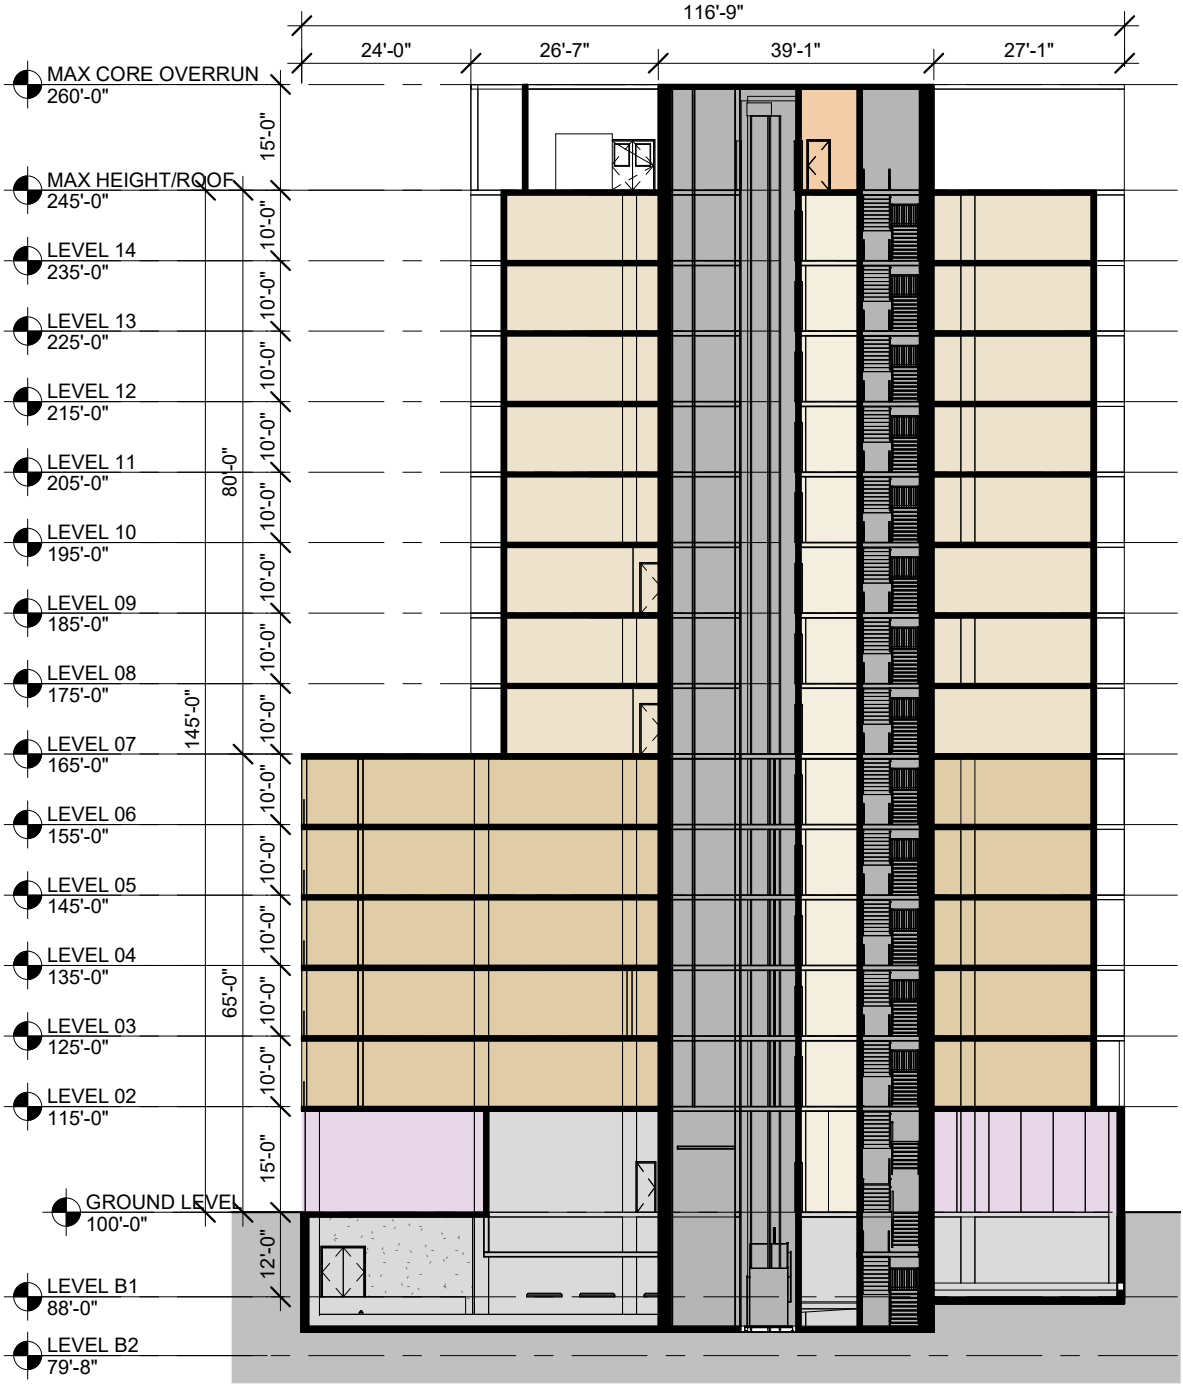 116'-9"
24'-0"
26'-7"
39'-1"
27'-1"
MAX CORE OVERRUN
260'-0"
15'-0"
MAX HEIGHT/ROOF
245'-0"
10'-0"
LEVEL 14
235'-0"
10'-0"
LEVEL 13
225'-0"
10'-0"
LEVEL 12
215'-0"
10'-0"
LEVEL 11
205'-0"
80'-0"
10'-0"
LEVEL 10
195'-0"
10'-0"
LEVEL 09
185'-0"
10'-0"
LEVEL 08
175'-0"
145'-0"
10'-0"
LEVEL 07
165'-0"
10'-0"
LEVEL 06
155'-0"
10'-0"
LEVEL 05
145'-0"
10'-0"
LEVEL 04
135'-0"
65'-0"
10'-0"
LEVEL 03
125'-0"
10'-0"
LEVEL 02
115'-0"
15'-0"
GROUND LEVEL
100'-0"
12'-0"
LEVEL B1
88'-0"
LEVEL B2
79'-8"